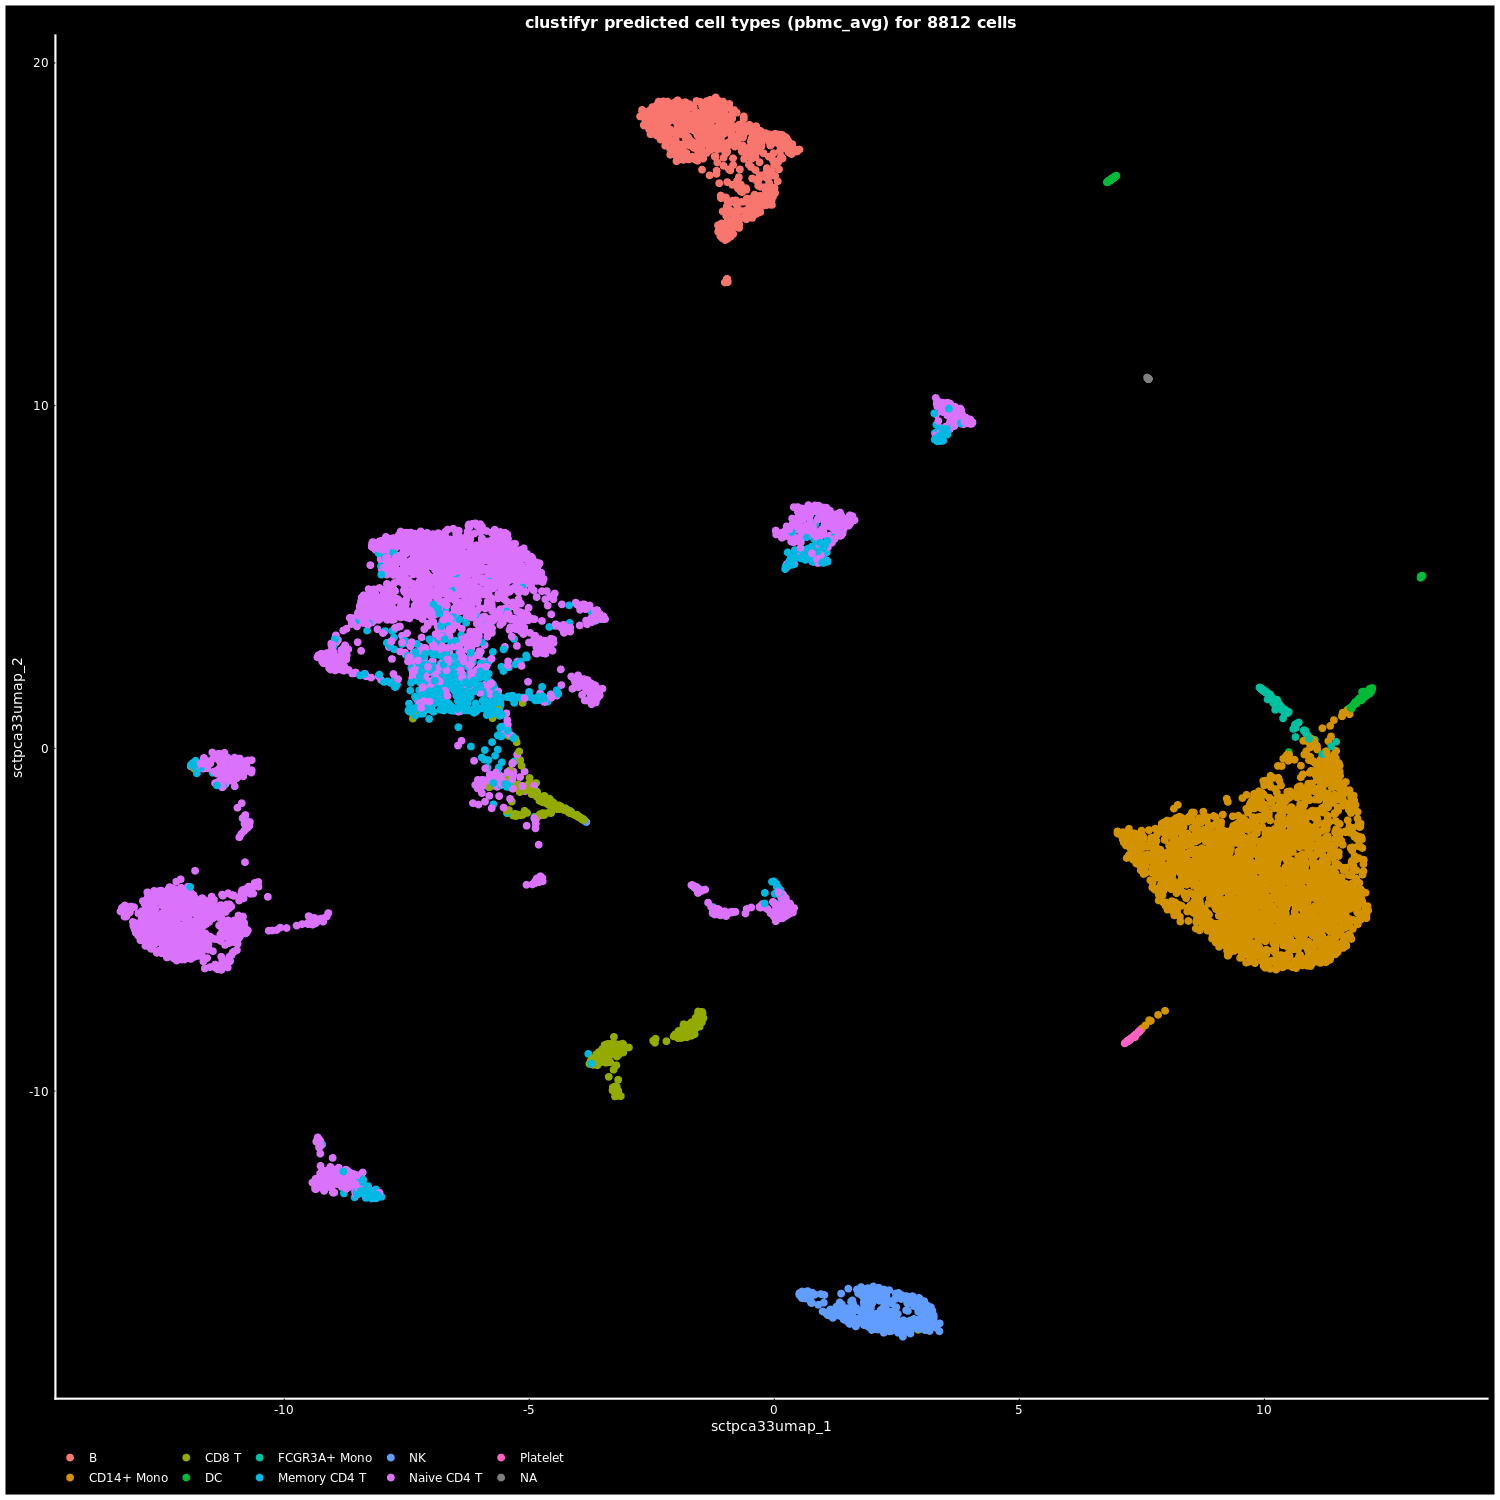 clustifyr predicted cell types (pbmc_avg) for 8812 cells
20
10
0
-10
sctpca33umap_2
-10 -5 0 5 10
sctpca33umap_1
B CD8 T FCGR3A+ Mono NK Platelet
CD14+ Mono DC Memory CD4 T Naive CD4 T NA